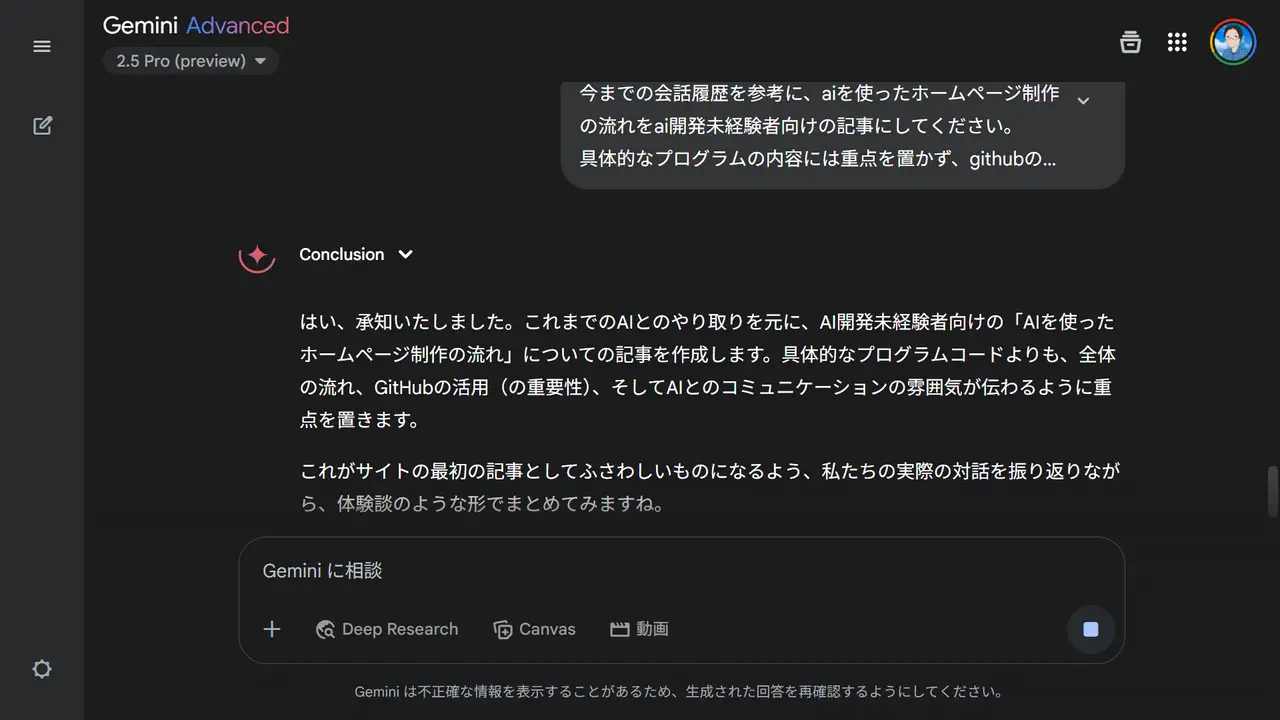 Gemini Advanced
2.5 Pro (preview)
今までの会話履歴を参考に、aiを使ったホームページ制作
の流れをai開発未経験者向けの記事にしてください。
具体的なプログラムの内容には重点を置かず、githubの...
Conclusion
はい、承知いたしました。これまでのAIとのやり取りを元に、AI開発未経験者向けの「AIを使った
ホームページ制作の流れ」についての記事を作成します。具体的なプログラムコードよりも、全体
の流れ、GitHubの活用（の重要性）、そしてAIとのコミュニケーションの雰囲気が伝わるように重
点を置きます。
これがサイトの最初の記事としてふさわしいものになるよう、私たちの実際の対話を振り返りなが
ら、体験談のような形でまとめてみますね。
Gemini に相談
Deep Research
Canvas
動画
Gemini は不正確な情報を表示することがあるため、生成された回答を再確認するようにしてください。